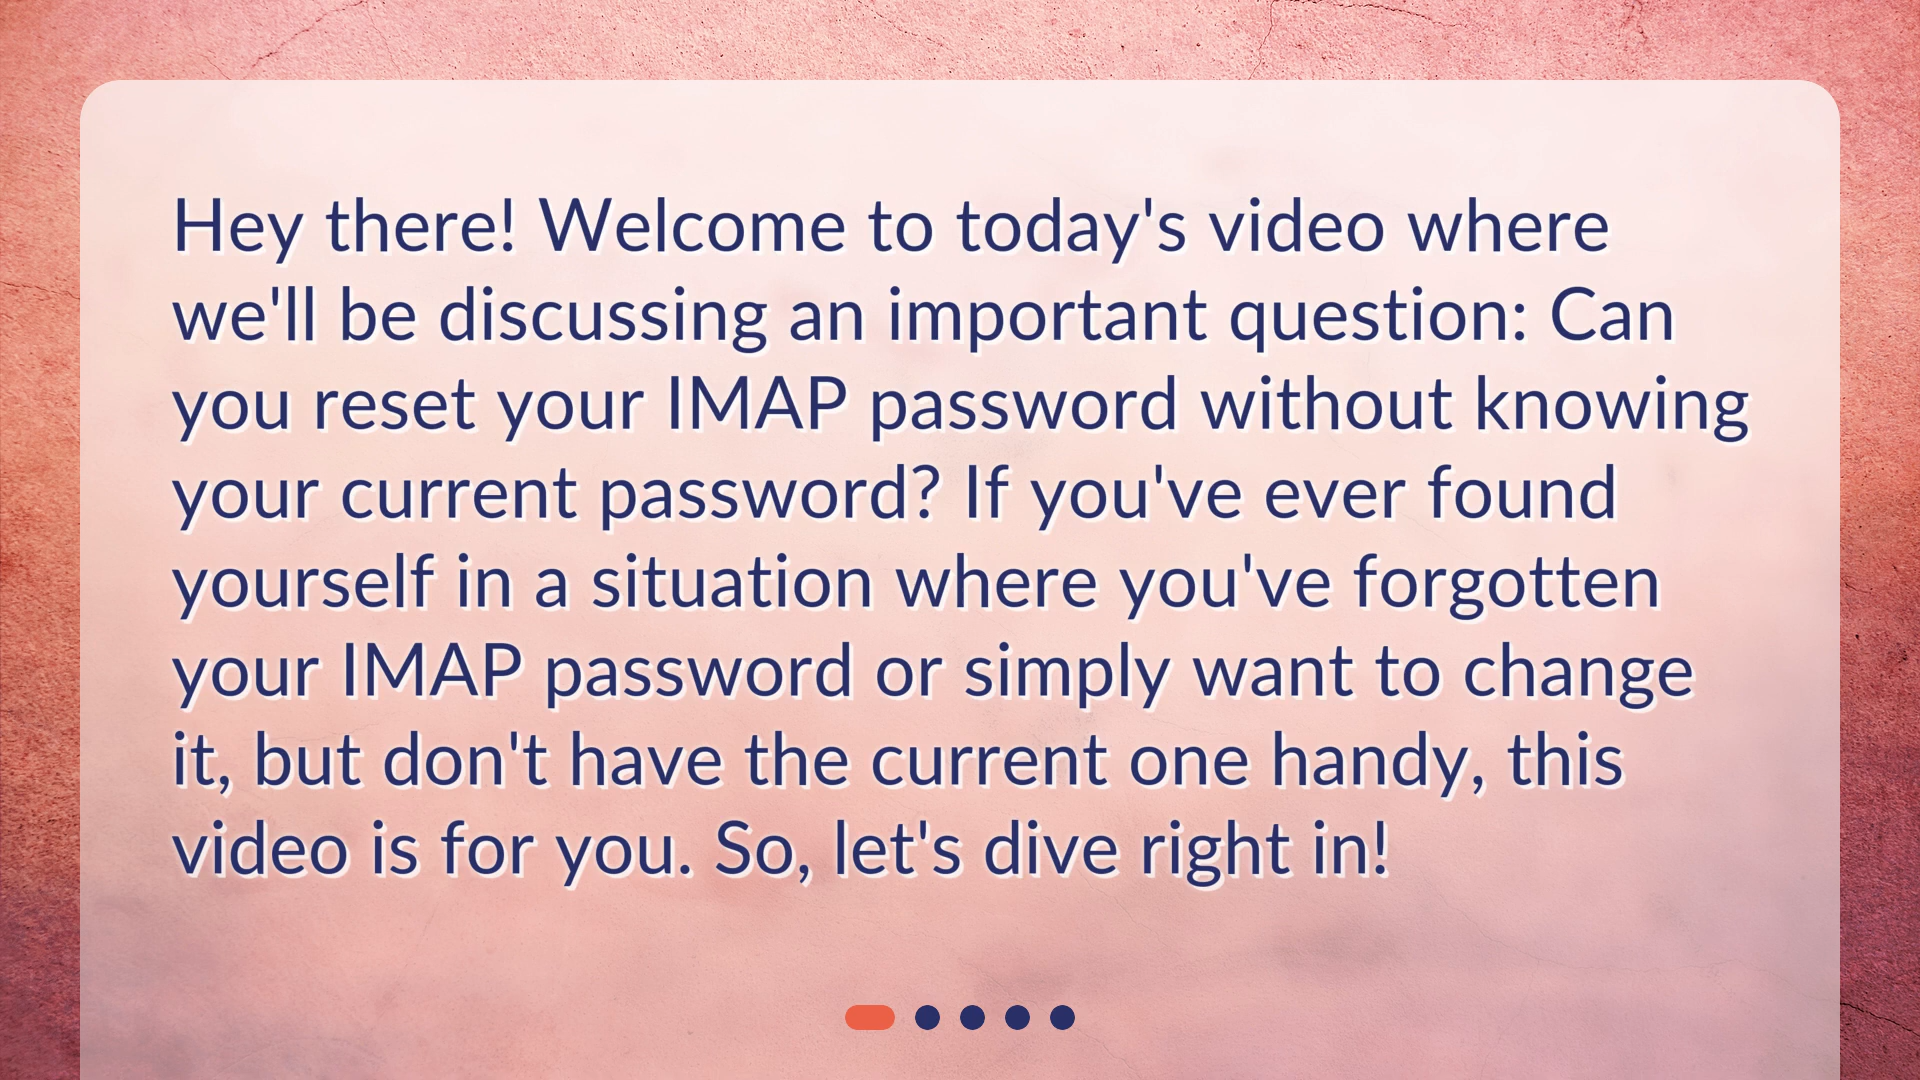 Hey there! Welcome to today's video where
we'll be discussing an important question: Can
you reset your IMAP password without knowing
your current password? If you've ever found
yourself in a situation where you've forgotten
your IMAP password or simply want to change
it, but don't have the current one handy, this
video is for you. So, let's dive right in!